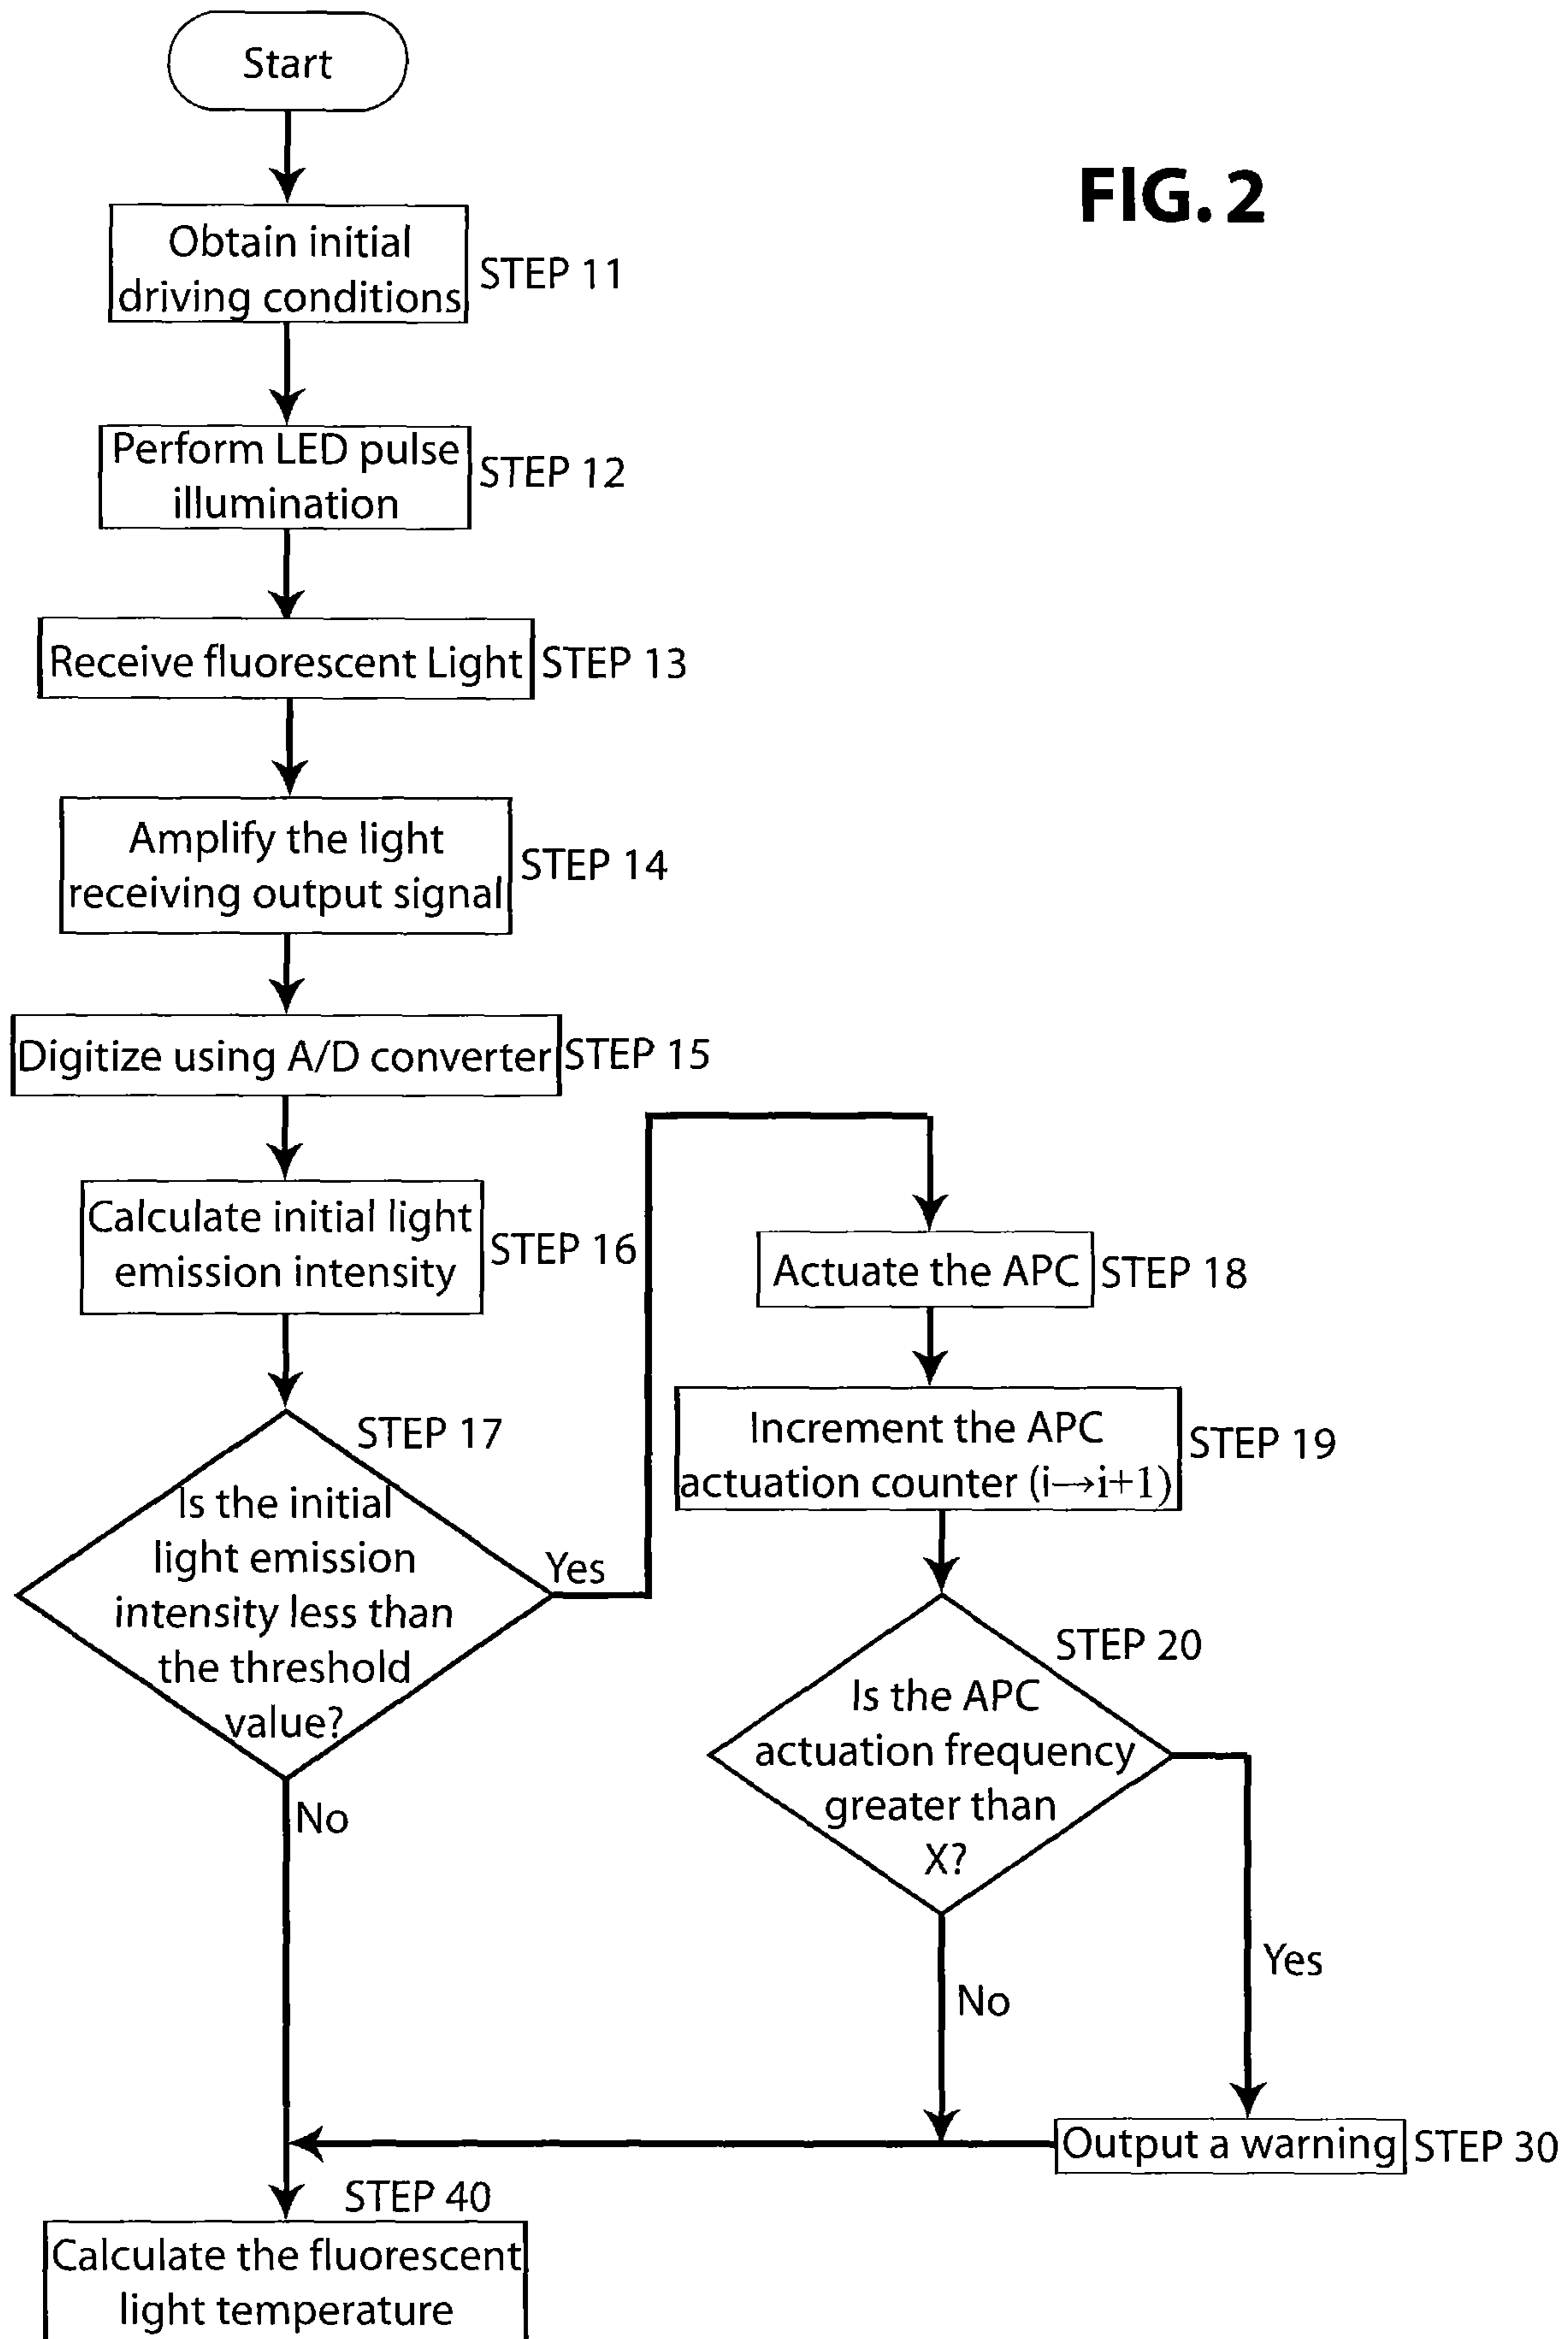 Start
FIG. 2
Obtain initial
driving conditions
STEP 11
Perform LED pulse
illumination
STEP 12
Receive fluorescent Light
STEP 13
Amplify the light
receiving output signal
STEP 14
Digitize using A/D converter
STEP 15
Calculate initial light
emission intensity
STEP 16
STEP 17
Is the initial
light emission
intensity less than
the threshold
value?
Yes
No
Actuate the APC
STEP 18
Increment the APC
actuation counter (i→i+1)
STEP 19
STEP 20
Is the APC
actuation frequency
greater than
X?
Yes
No
Output a warning
STEP 30
STEP 40
Calculate the fluorescent
light temperature